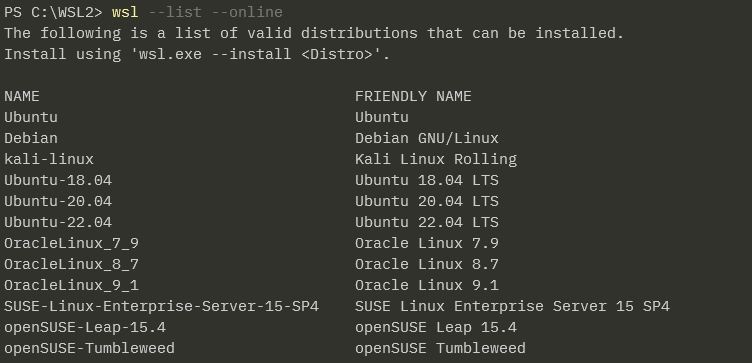 PS C:\WSL2> wsl --list --online
The following is a list of valid distributions that can be installed.
Install using 'wsl.exe --install <Distro>'.
NAME FRIENDLY NAME
Ubuntu Ubuntu
Debian Debian GNU/Linux
kali-linux Kali Linux Rolling
Ubuntu-18.04 Ubuntu 18.04 LTS
Ubuntu-20.04 Ubuntu 20.04 LTS
Ubuntu-22.04 Ubuntu 22.04 LTS
OracleLinux_7_9 Oracle Linux 7.9
OracleLinux_8_7 Oracle Linux 8.7
OracleLinux_9_1 Oracle Linux 9.1
SUSE-Linux-Enterprise-Server-15-SP4 SUSE Linux Enterprise Server 15 SP4
openSUSE-Leap-15.4 openSUSE Leap 15.4
openSUSE-Tumbleweed openSUSE Tumbleweed